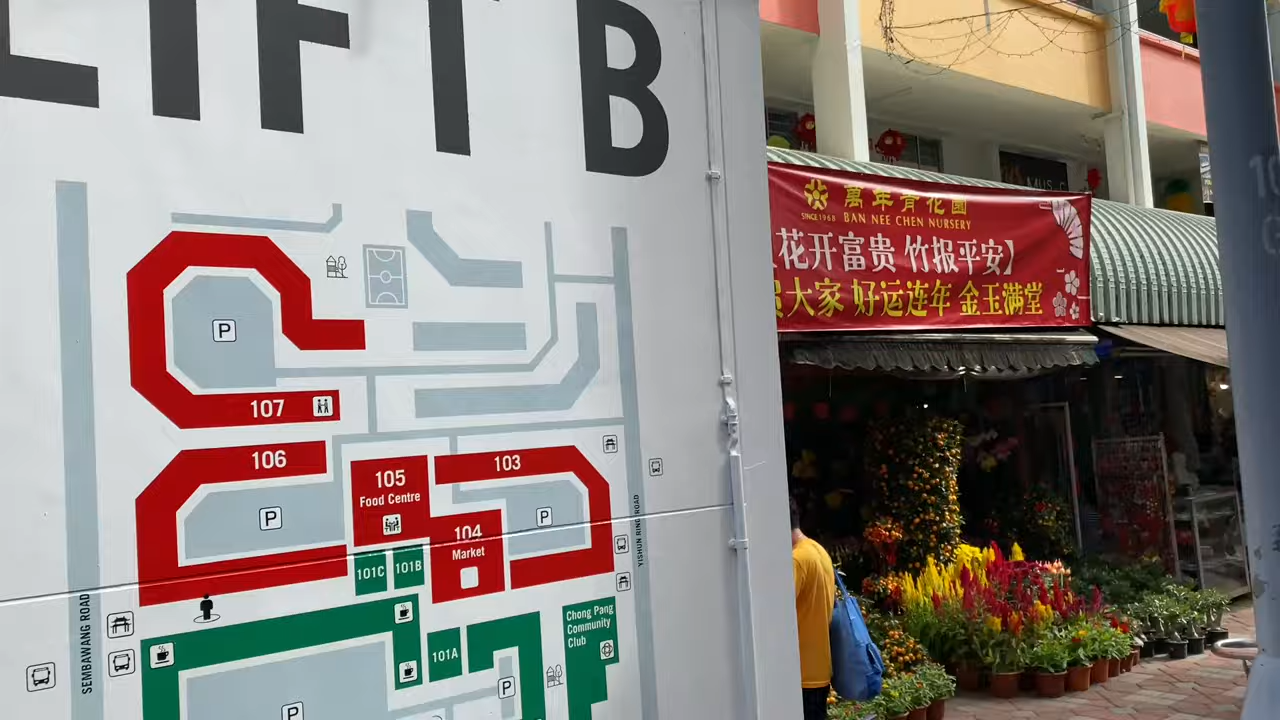 LIFT B
P
107
106
105
Food Centre
103
P
P
104
Market
101C
101B
101A
Chong Pang
Community
Club
P
P
SEMBAWANG ROAD
YISHUN RING ROAD
萬年青花園
SINCE 1968 BAN NEE CHEN NURSERY
花开富贵 竹报平安】
大家 好运连年 金玉满堂